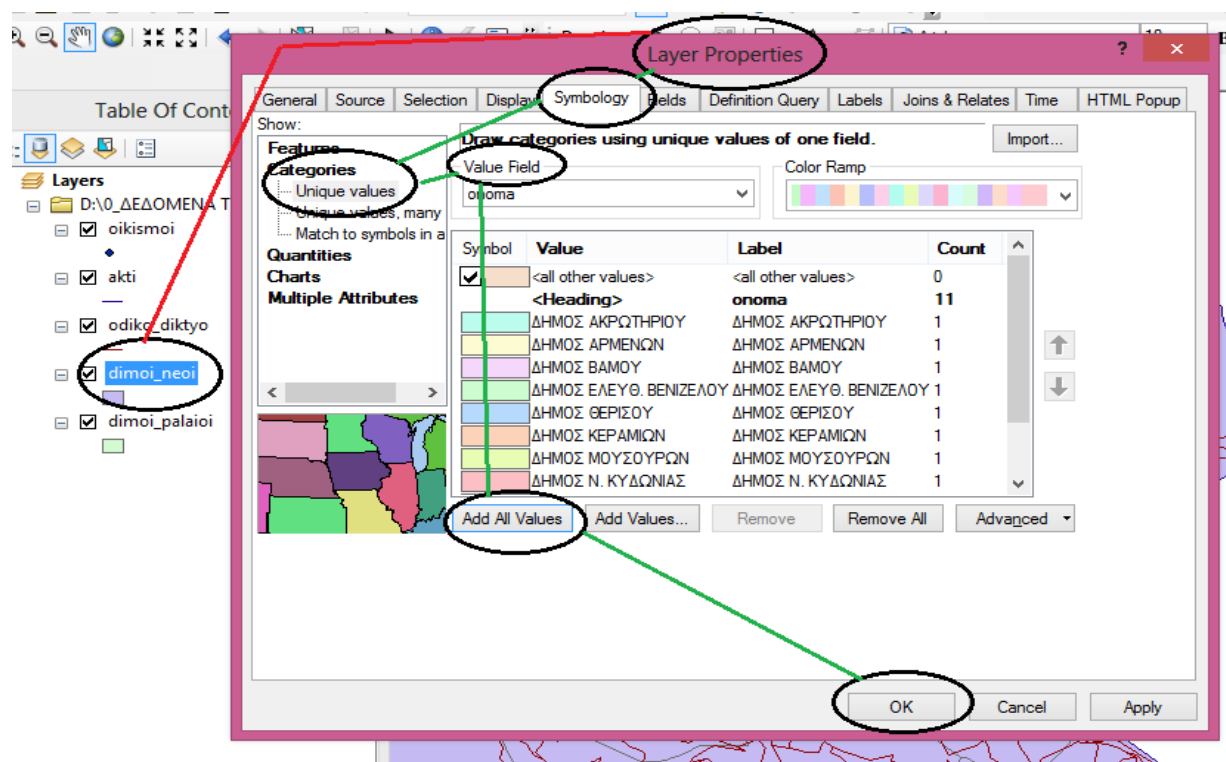 Layer Properties
?
Table Of Cont
General Source Selection Display Symbology Fields Definition Query Labels Joins & Relates Time HTML Popup
Show:
Features
Categories
Unique values
Unique values, many
Match to symbols in a
Quantities
Charts
Multiple Attributes
Draw categories using unique values of one field.
Import...
Value Field
onoma
Color Ramp
Symbol Value Label Count
<all other values> <all other values> 0
<Heading> onoma 11
ΔΗΜΟΣ ΑΚΡΩΤΗΡΙΟΥ ΔΗΜΟΣ ΑΚΡΩΤΗΡΙΟΥ 1
ΔΗΜΟΣ ΑΡΜΕΝΩΝ ΔΗΜΟΣ ΑΡΜΕΝΩΝ 1
ΔΗΜΟΣ ΒΑΜΟΥ ΔΗΜΟΣ ΒΑΜΟΥ 1
ΔΗΜΟΣ ΕΛΕΥΘ. ΒΕΝΙΖΕΛΟΥ ΔΗΜΟΣ ΕΛΕΥΘ. ΒΕΝΙΖΕΛΟΥ 1
ΔΗΜΟΣ ΘΕΡΙΣΟΥ ΔΗΜΟΣ ΘΕΡΙΣΟΥ 1
ΔΗΜΟΣ ΚΕΡΑΜΙΩΝ ΔΗΜΟΣ ΚΕΡΑΜΙΩΝ 1
ΔΗΜΟΣ ΜΟΥΣΟΥΡΩΝ ΔΗΜΟΣ ΜΟΥΣΟΥΡΩΝ 1
ΔΗΜΟΣ Ν. ΚΥΔΩΝΙΑΣ ΔΗΜΟΣ Ν. ΚΥΔΩΝΙΑΣ 1
Add All Values Add Values... Remove Remove All Advanced
OK Cancel Apply
Layers
D:\0_ΔΕΔΟΜΕΝΑ Τ
oikismoi
akti
odiko_diktyo
dimoi_neoi
dimoi_palaioi